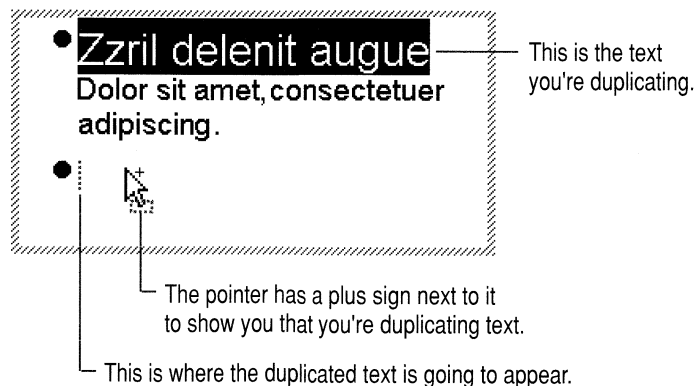 Zzril delenit augue
Dolor sit amet, consectetuer
adipiscing.
This is the text
you're duplicating.
The pointer has a plus sign next to it
to show you that you're duplicating text.
This is where the duplicated text is going to appear.